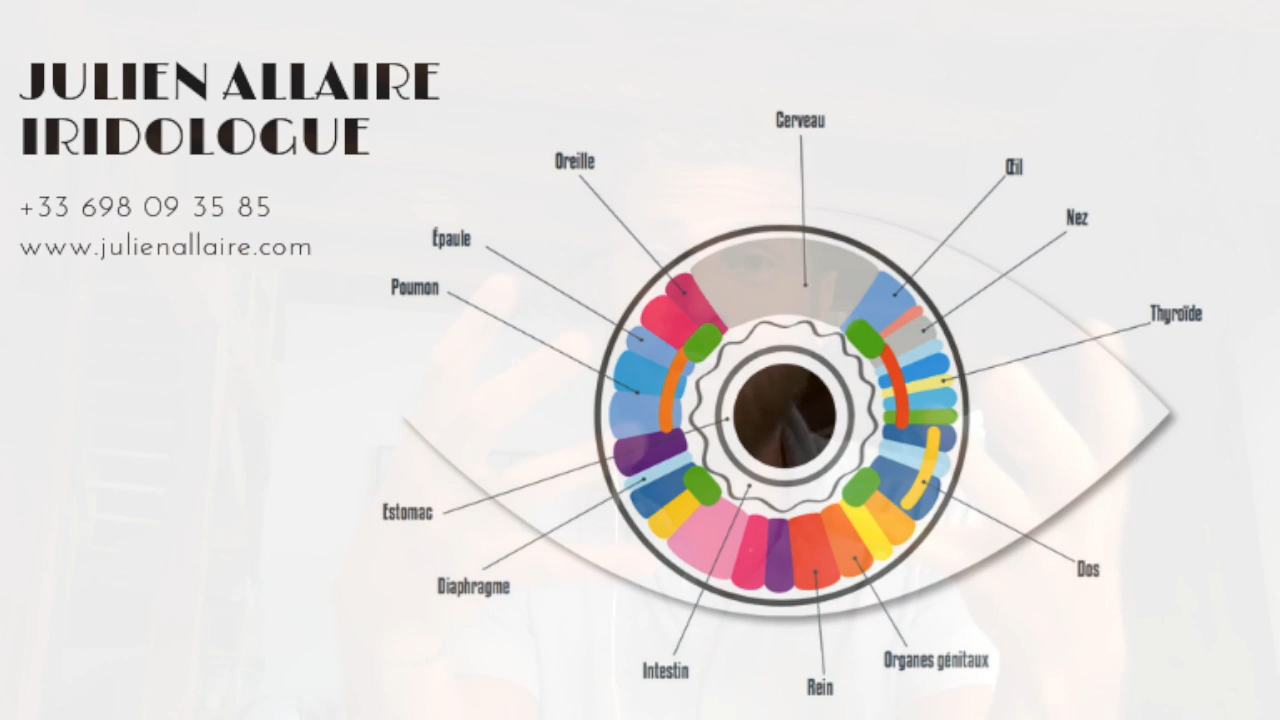 JULIEN ALLAIRE
IRIDOLOGUE
+33 698 09 35 85
www.julienallaire.com
Cerveau
Oreille
Œil
Nez
Épaule
Poumon
Thyroïde
Estomac
Dos
Diaphragme
Organes génitaux
Intestin
Rein